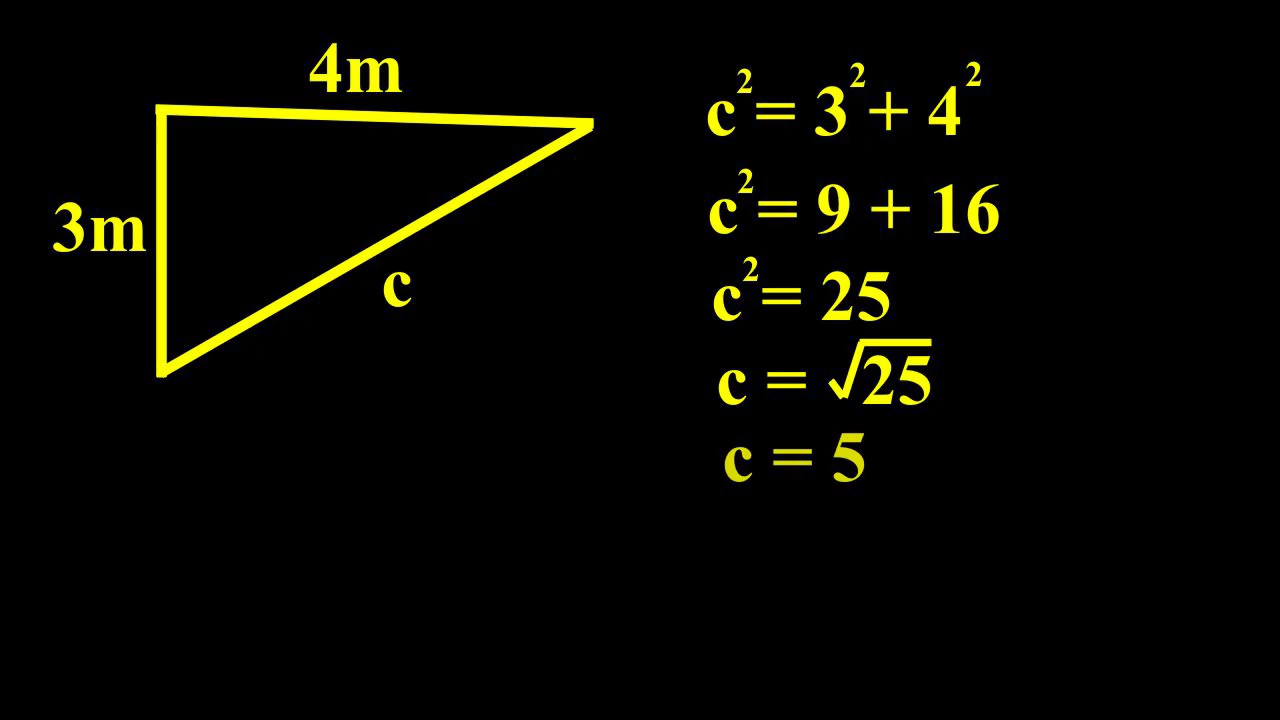 4m
3m
c
c²= 3²+ 4²
c²= 9 + 16
c²= 25
c = √25
c = 5